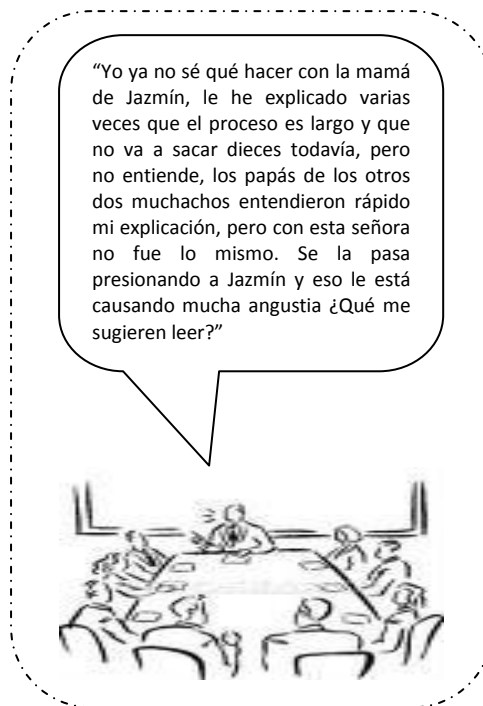 “Yo ya no sé qué hacer con la mamá
de Jazmín, le he explicado varias
veces que el proceso es largo y que
no va a sacar dieces todavía, pero
no entiende, los papás de los otros
dos muchachos entendieron rápido
mi explicación, pero con esta señora
no fue lo mismo. Se la pasa
presionando a Jazmín y eso le está
causando mucha angustia ¿Qué me
sugieren leer?”